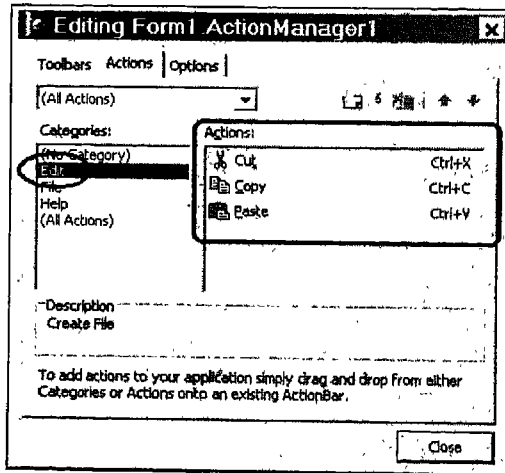 Editing Form1.ActionManager1
Toolbars Actions Options
(All Actions)
Categories:
(No Category)
Edit
File
Help
(All Actions)
Actions:
Cut Ctrl+X
Copy Ctrl+C
Paste Ctrl+V
Description
Create File
To add actions to your application simply drag and drop from either
Categories or Actions onto an existing ActionBar.
Close